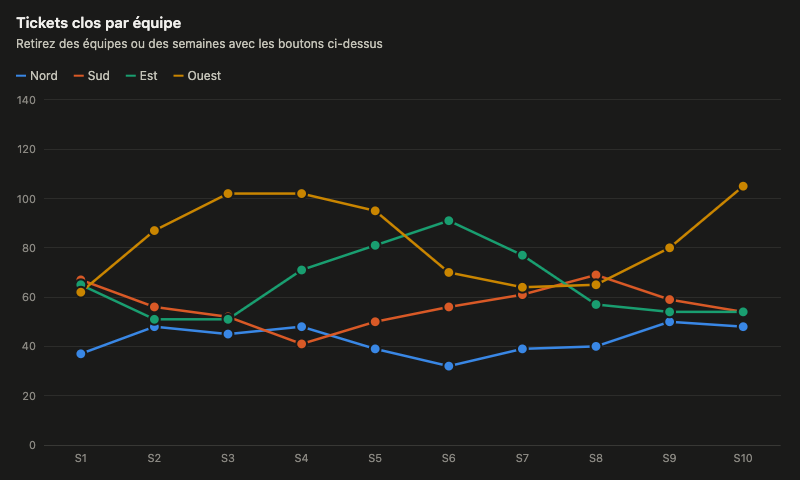 Tickets clos par équipe
Retirez des équipes ou des semaines avec les boutons ci-dessus
Nord Sud Est Ouest
140
120
100
80
60
40
20
0
S1 S2 S3 S4 S5 S6 S7 S8 S9 S10